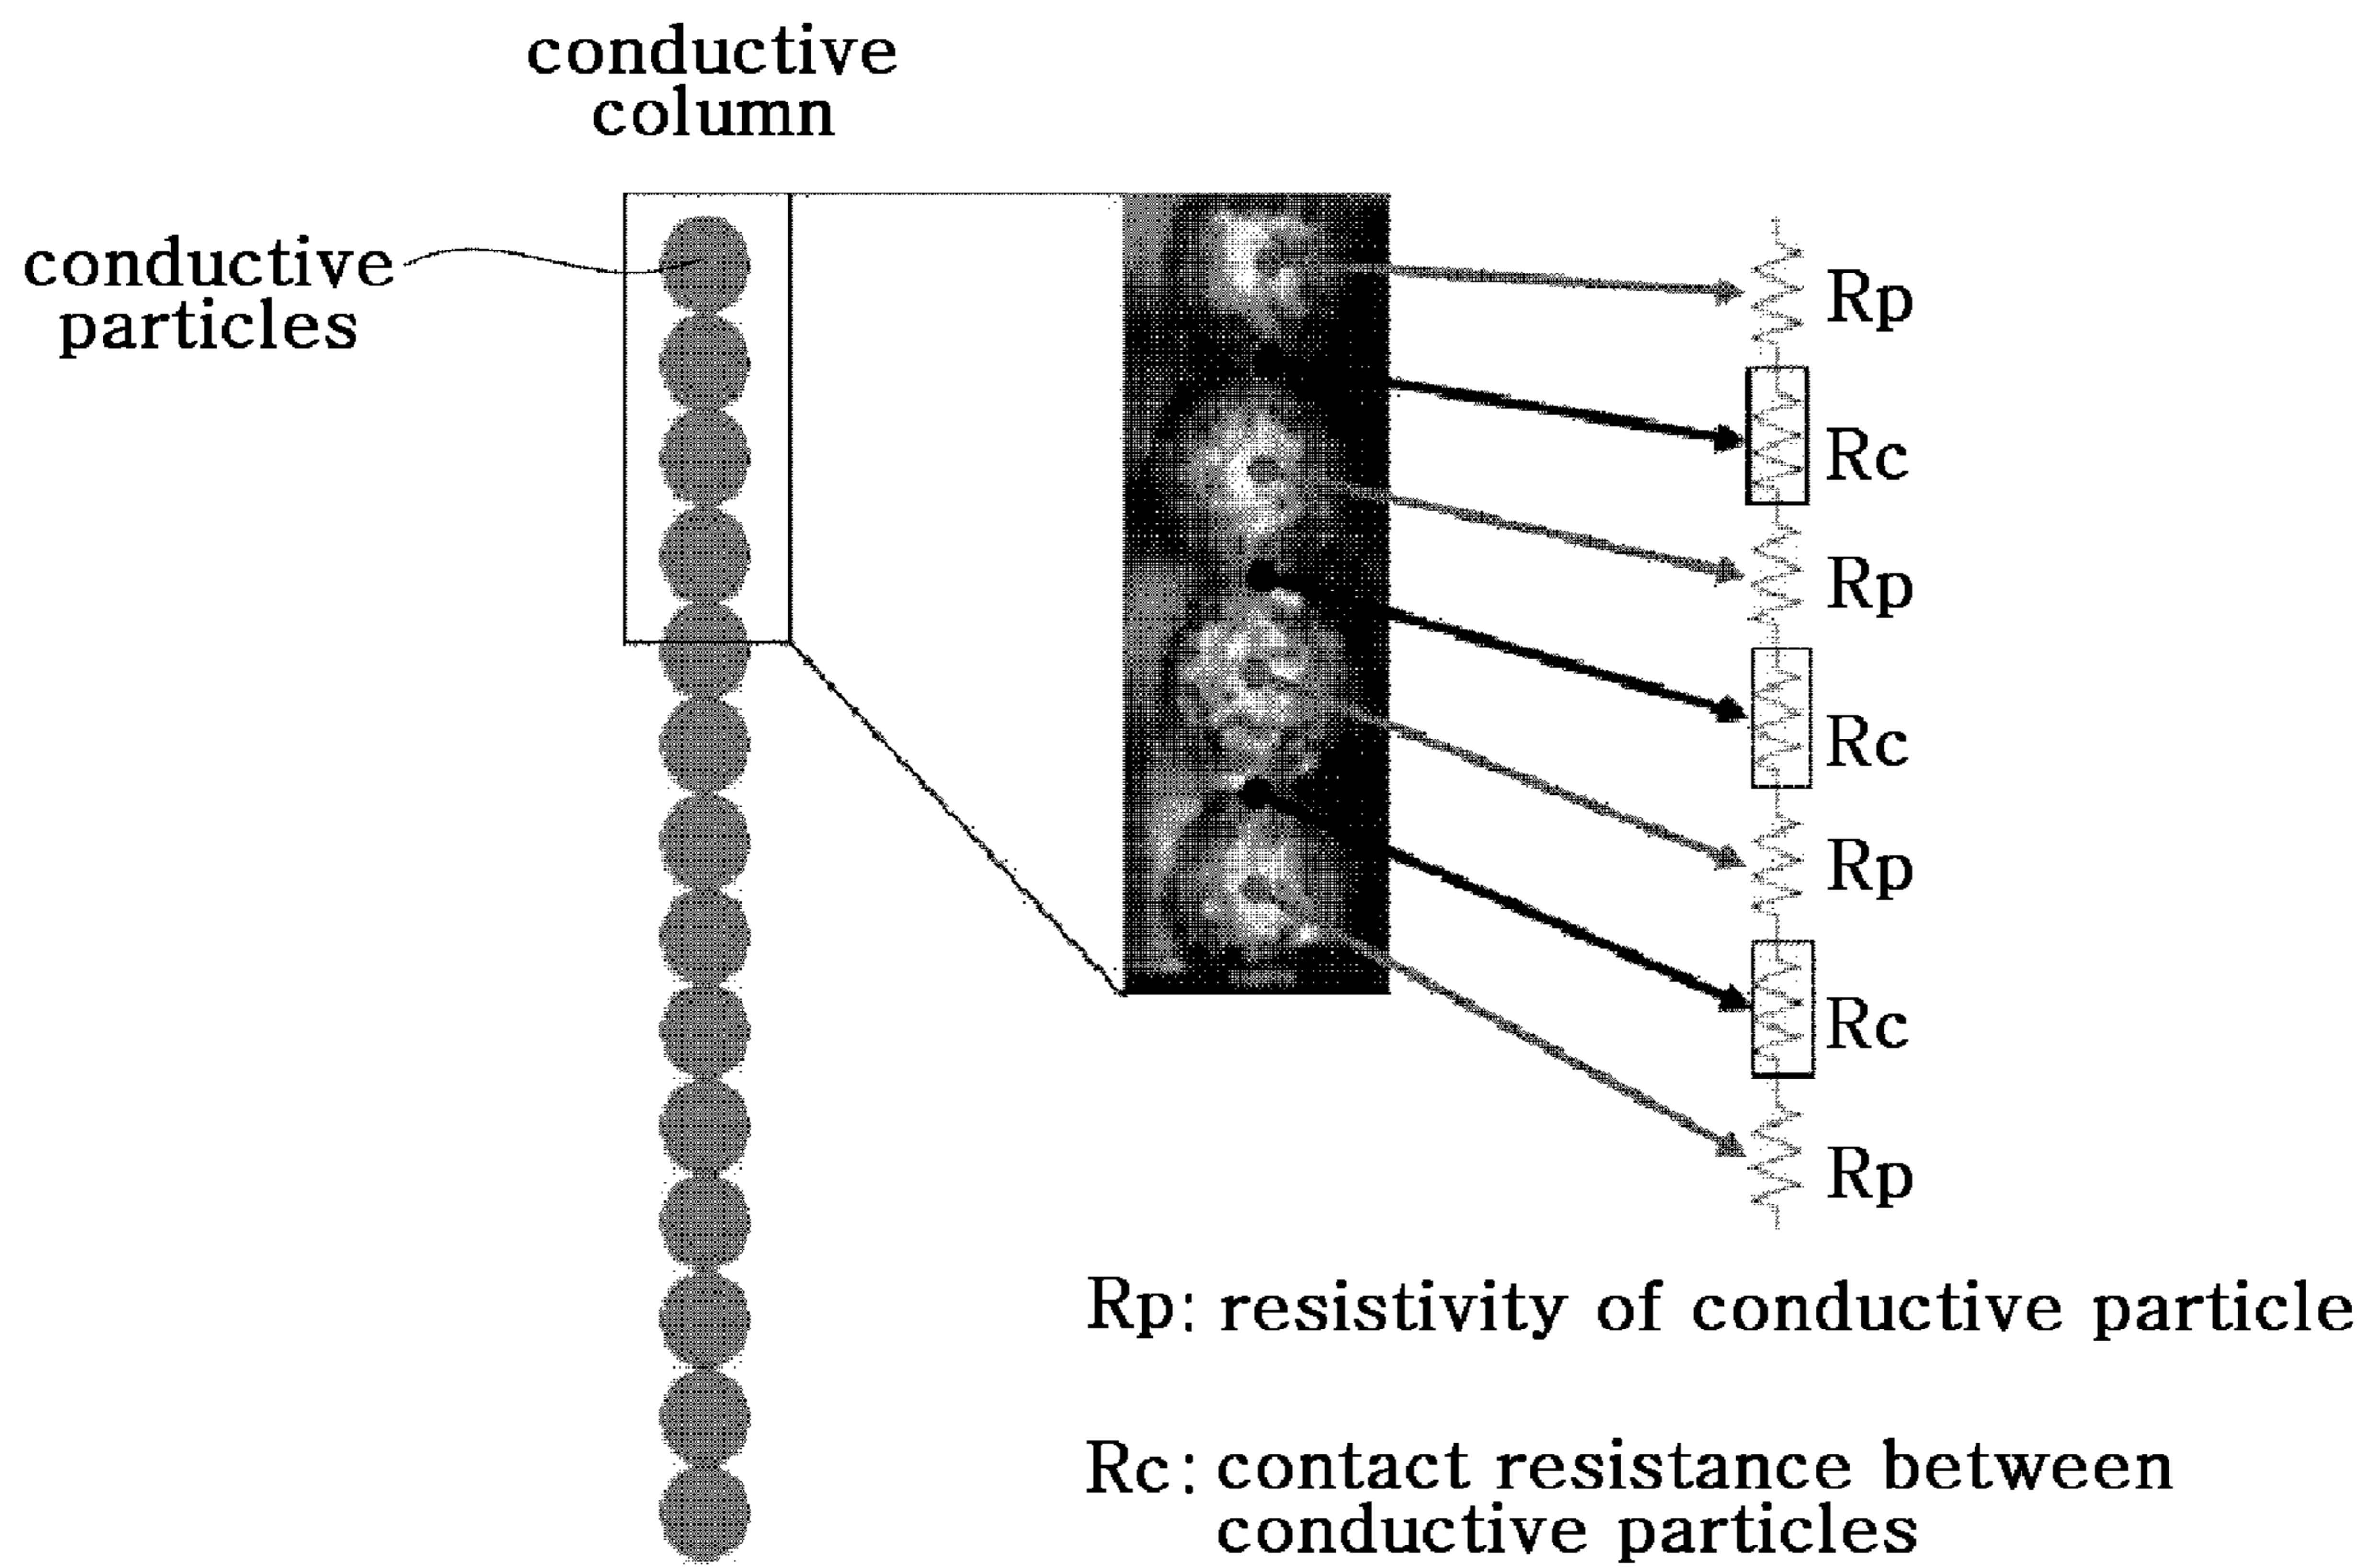 conductive
column
conductive
particles
Rp
Rc
Rp
Rc
Rp
Rc
Rp
Rp: resistivity of conductive particle
Rc: contact resistance between
conductive particles